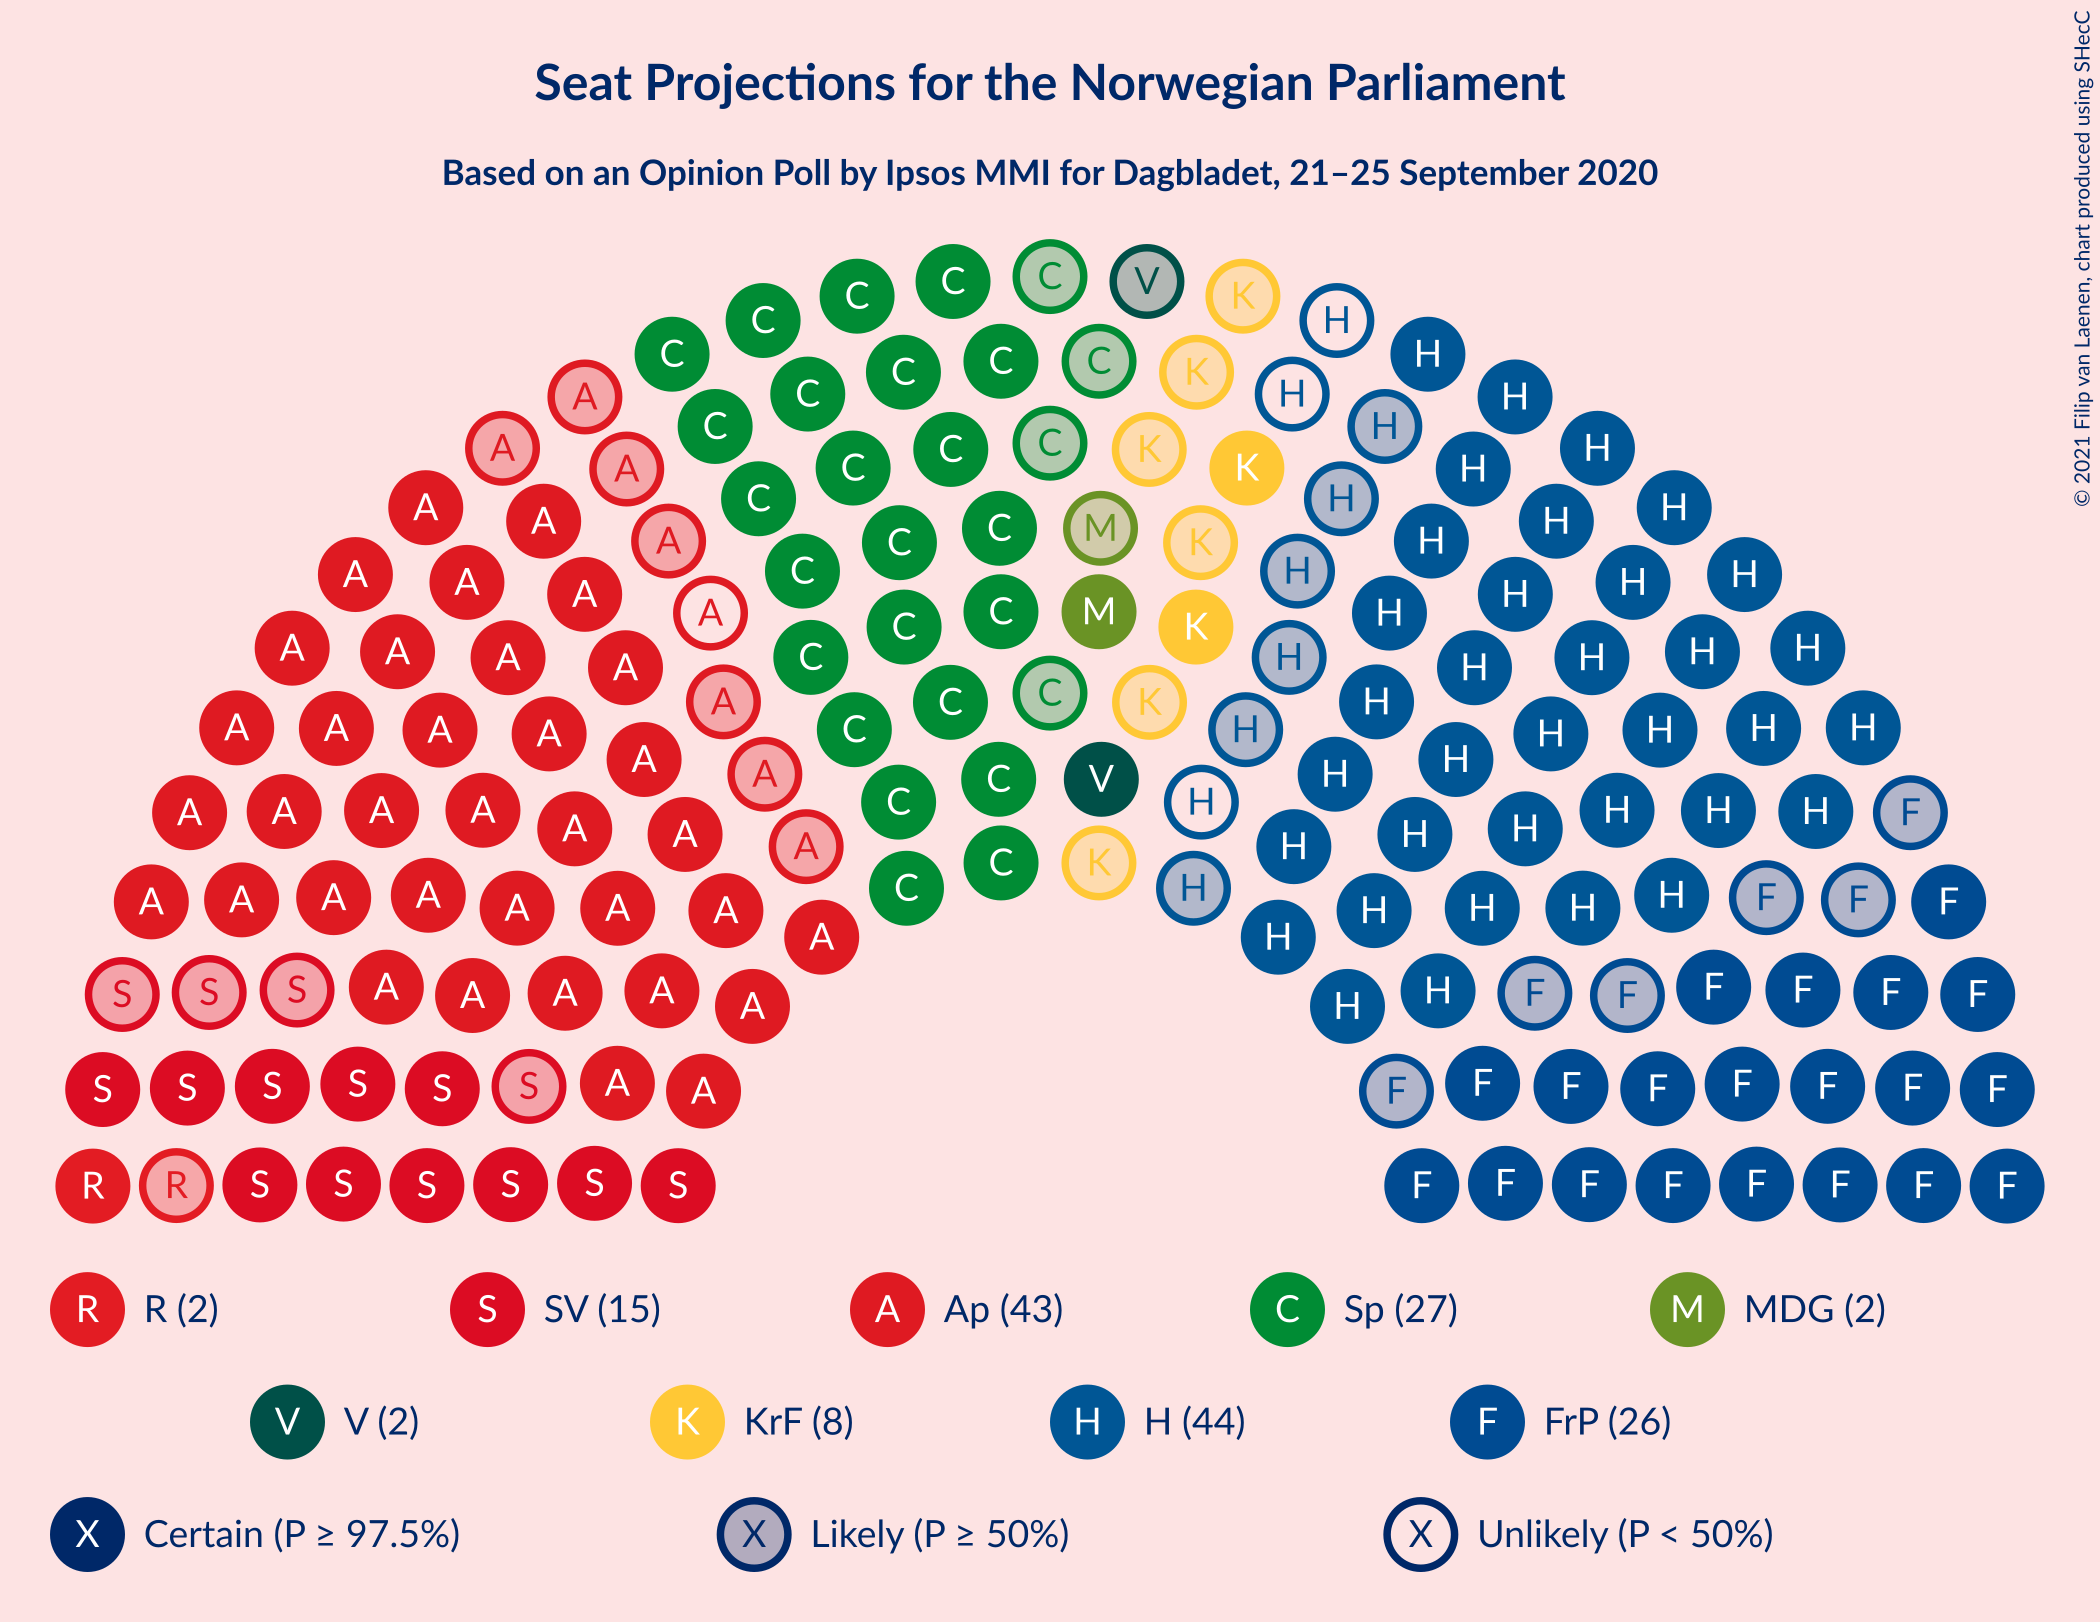 Seat Projections for the Norwegian Parliament
Based on an Opinion Poll by Ipsos MMI for Dagbladet, 21–25 September 2020
© 2021 Filip van Laenen, chart produced using SHecC
C C C V K
C H
C C C C K H
A C H H
A C C C K H H
A C K H
A A C H H H
A C C M K H
A A A C H H H H
A C C M K H
A A A A C H H H H H
A C C K H
A A A A C H H H H H
A A C V H H
A A A A A A C H H H H H H F
A C K H
A A A A A A A C H H H H H F F F
A H
S S S A A A A A H H F F F F F F
S S S S S S A A F F F F F F F F
R R S S S S S S F F F F F F F F
R R (2) S SV (15) A Ap (43) C Sp (27) M MDG (2)
V V (2) K KrF (8) H H (44) F FrP (26)
X Certain (P ≥ 97.5%) X Likely (P ≥ 50%) X Unlikely (P < 50%)